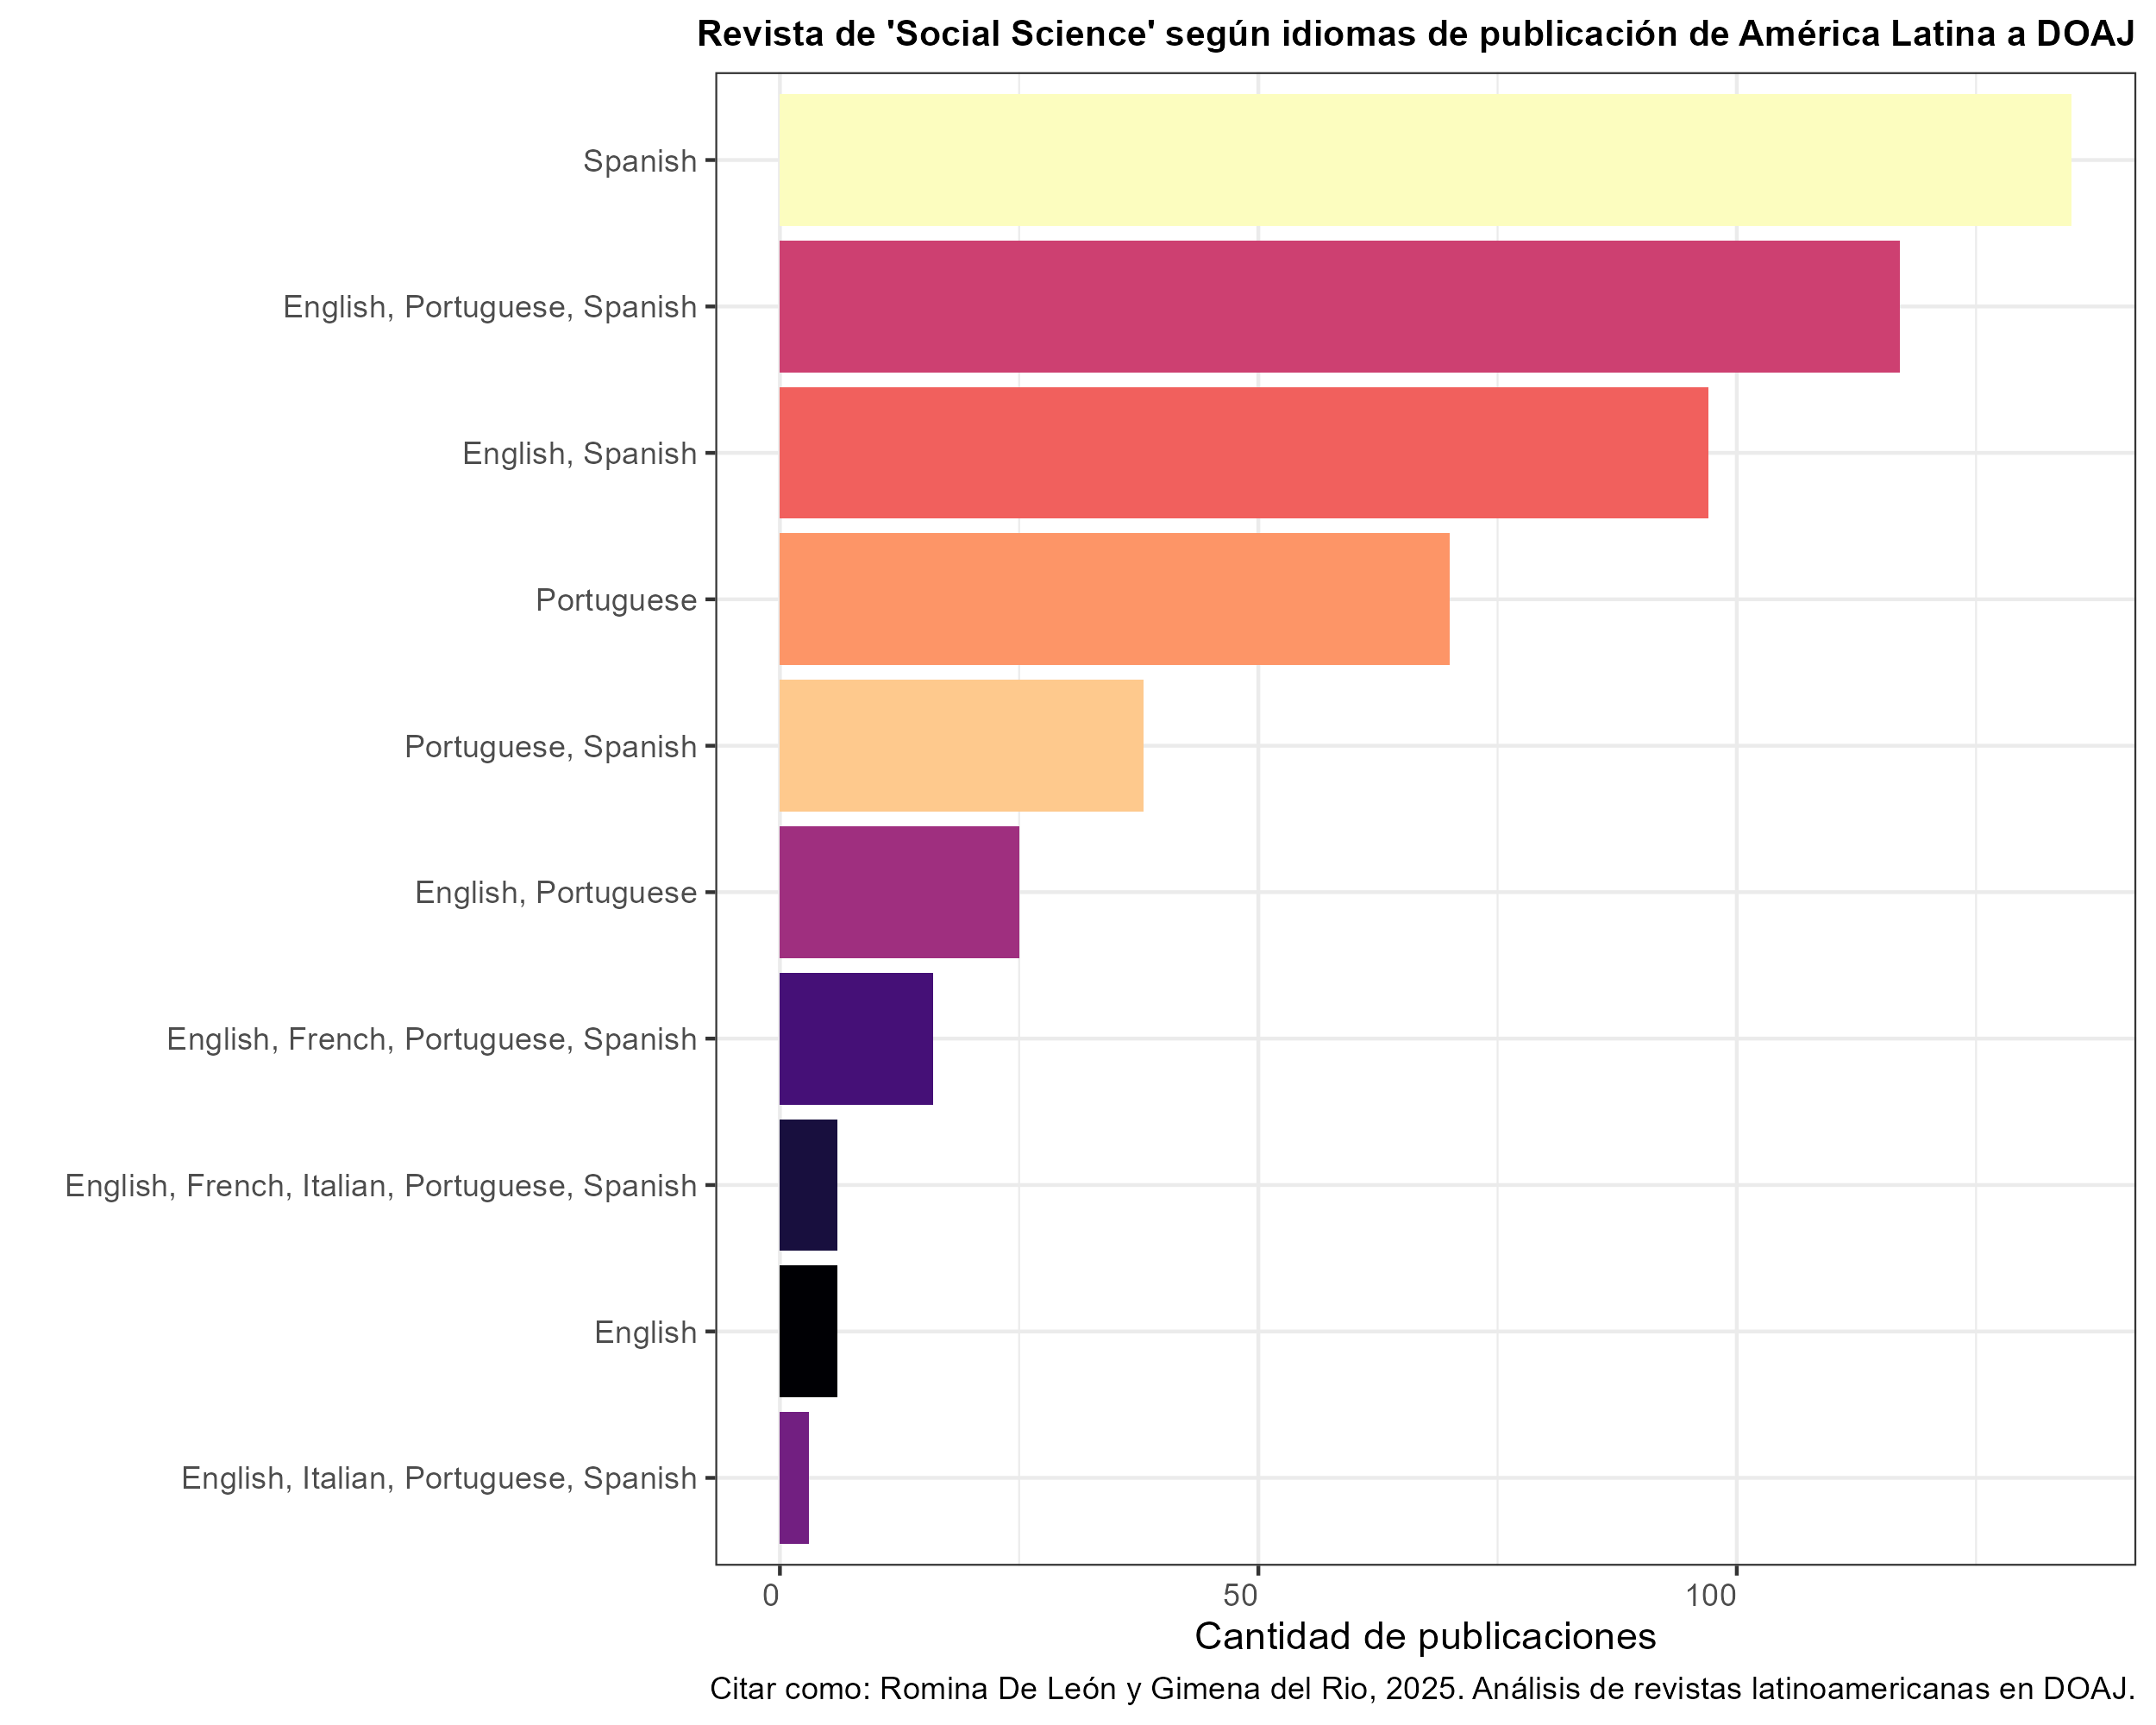 Revista de 'Social Science' según idiomas de publicación de América Latina a DOAJ
Spanish
English, Portuguese, Spanish
English, Spanish
Portuguese
Portuguese, Spanish
English, Portuguese
English, French, Portuguese, Spanish
English, French, Italian, Portuguese, Spanish
English
English, Italian, Portuguese, Spanish
0 50 100
Cantidad de publicaciones
Citar como: Romina De León y Gimena del Rio, 2025. Análisis de revistas latinoamericanas en DOAJ.